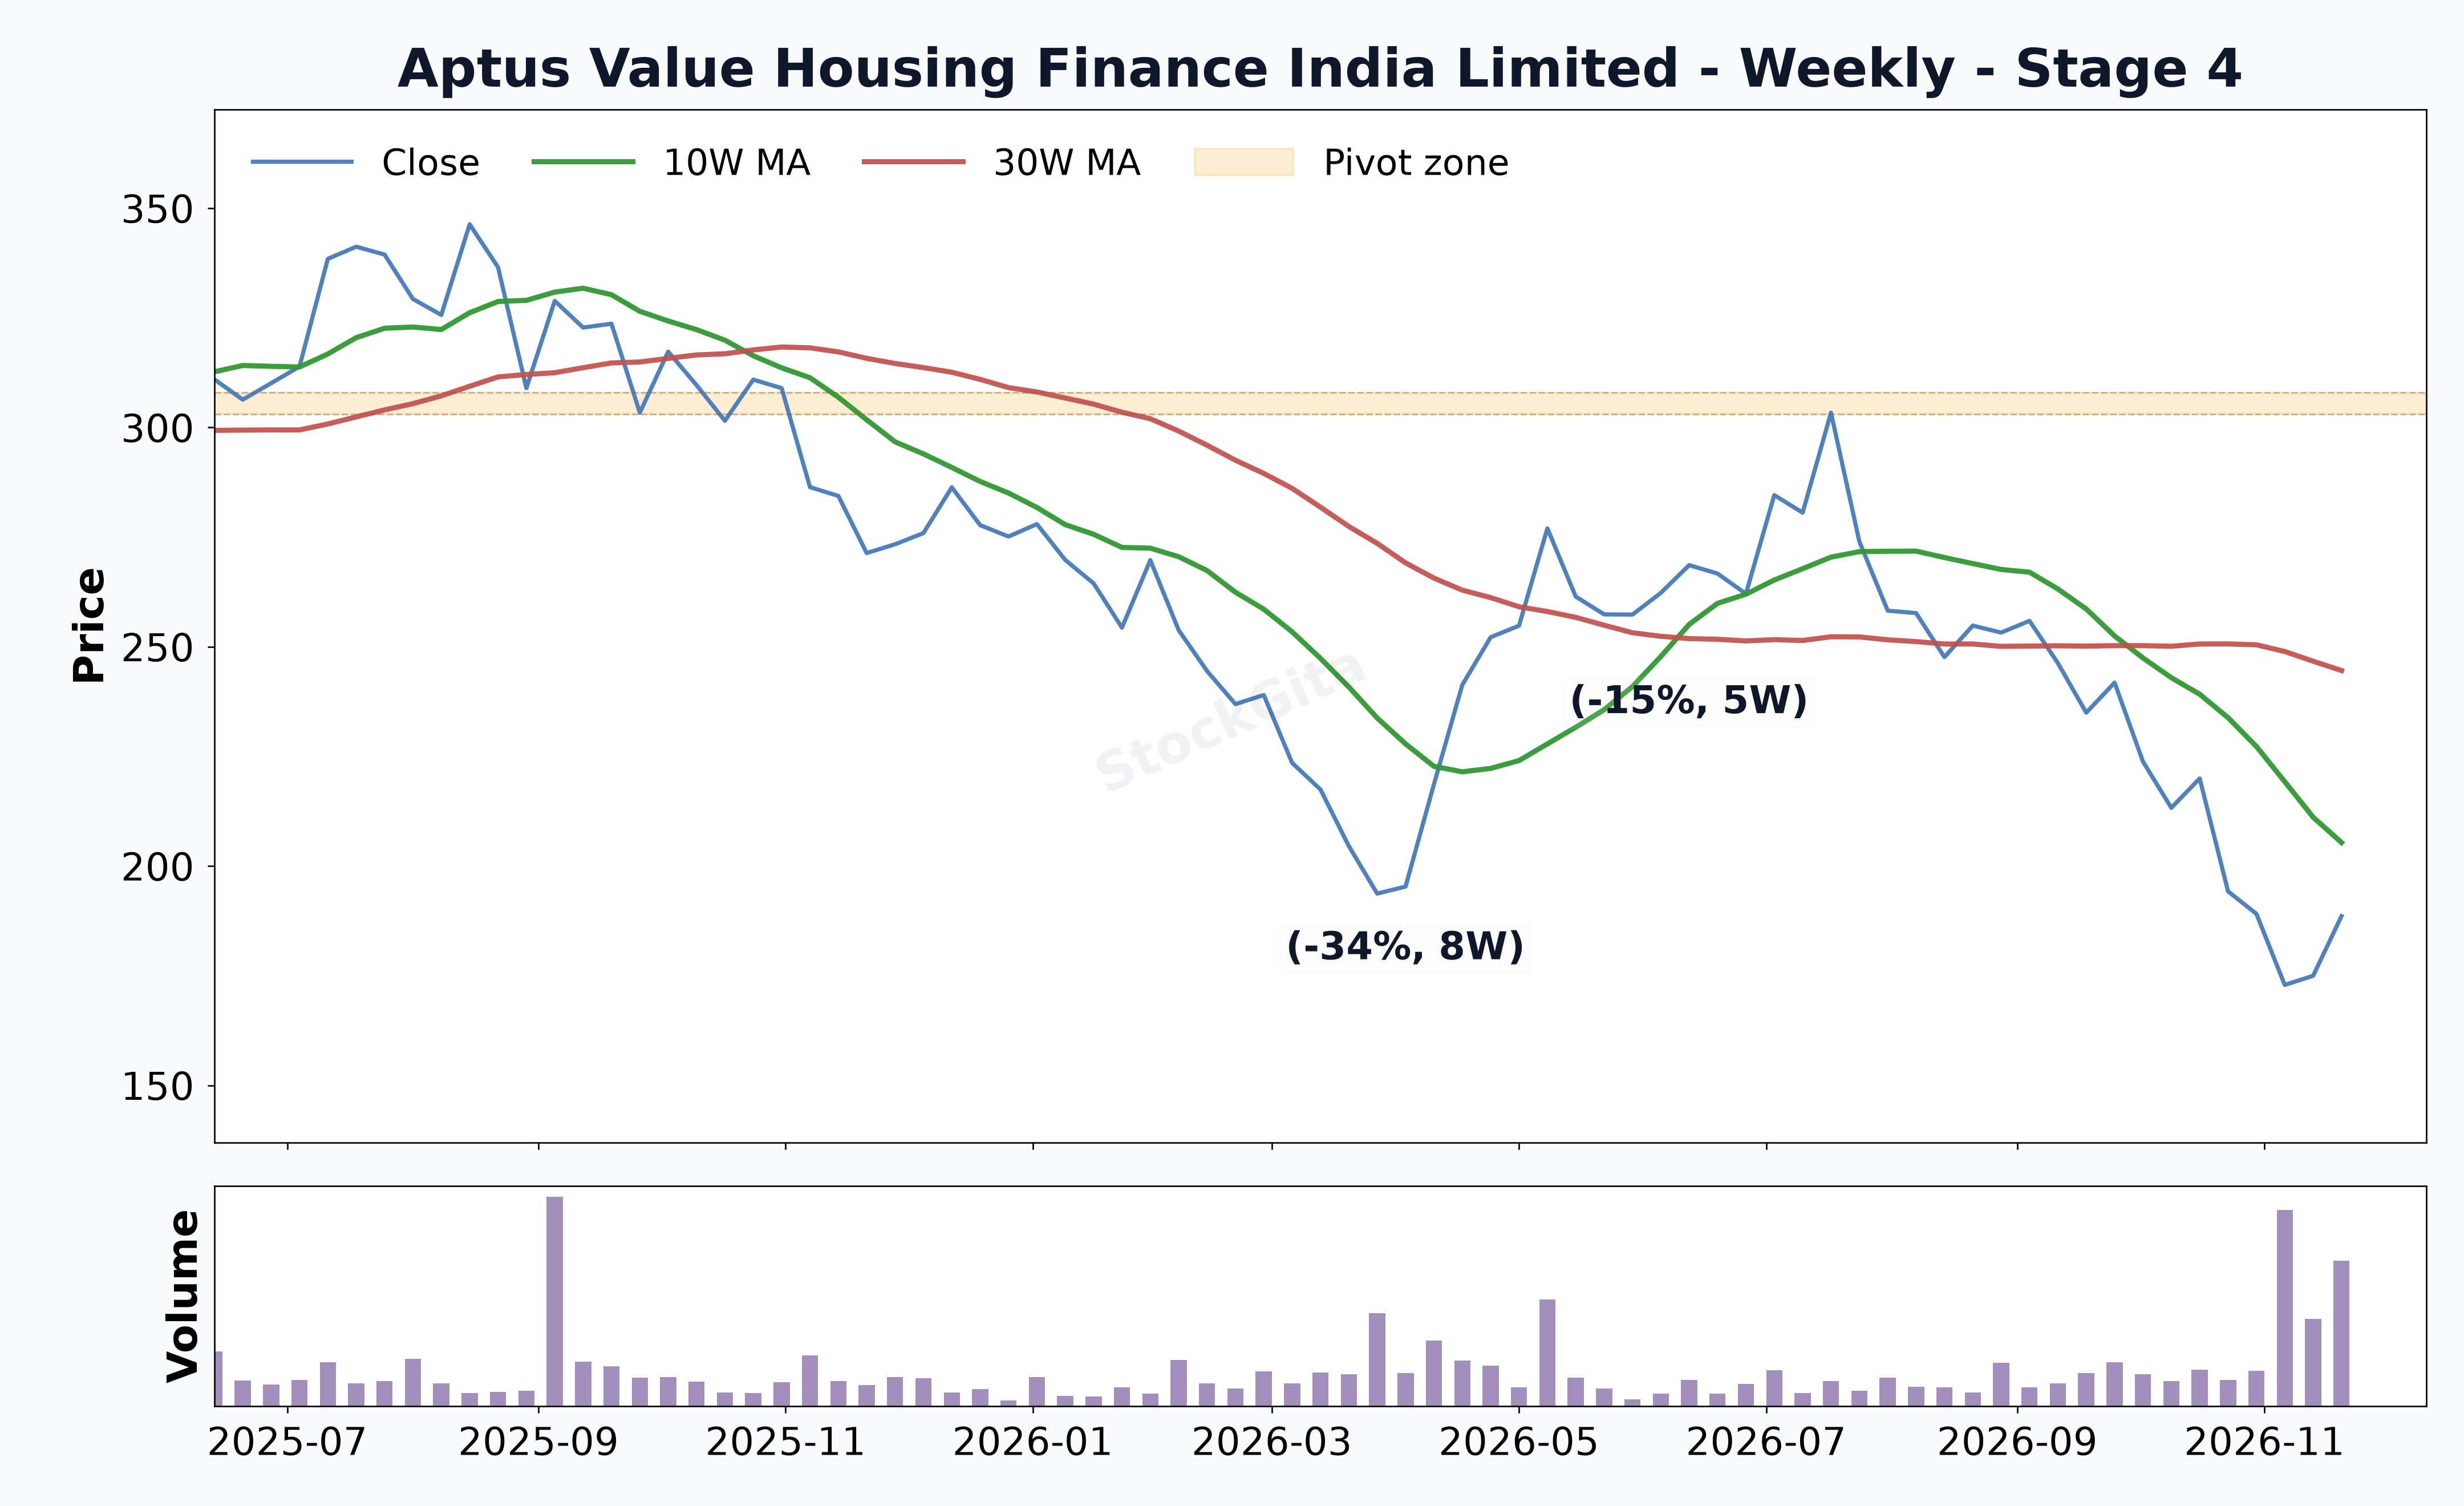 Aptus Value Housing Finance India Limited - Weekly - Stage 4
Close 10W MA 30W MA Pivot zone
350
300
250
200
150
Price
StockGita
(-15%, 5W)
(-34%, 8W)
Volume
2025-07 2025-09 2025-11 2026-01 2026-03 2026-05 2026-07 2026-09 2026-11